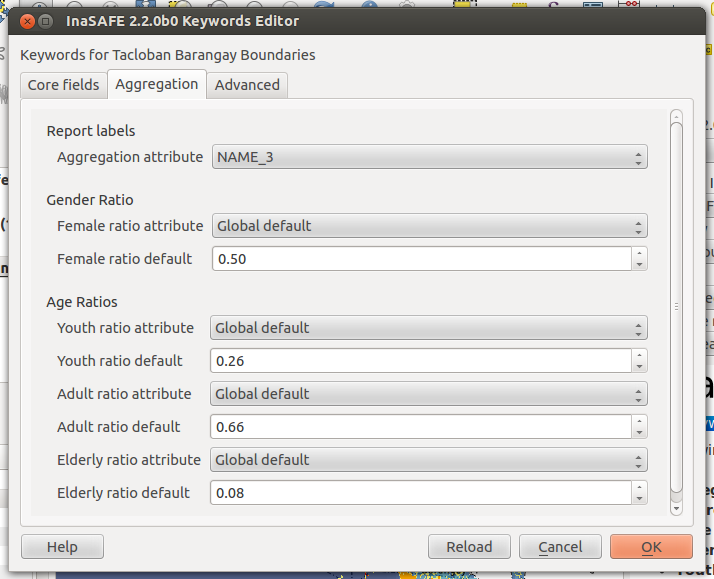 InaSAFE 2.2.0b0 Keywords Editor
Keywords for Tacloban Barangay Boundaries
Core fields Aggregation Advanced
Report labels
Aggregation attribute NAME_3
Gender Ratio
Female ratio attribute Global default
Female ratio default 0.50
Age Ratios
Youth ratio attribute Global default
Youth ratio default 0.26
Adult ratio attribute Global default
Adult ratio default 0.66
Elderly ratio attribute Global default
Elderly ratio default 0.08
Help Reload Cancel OK